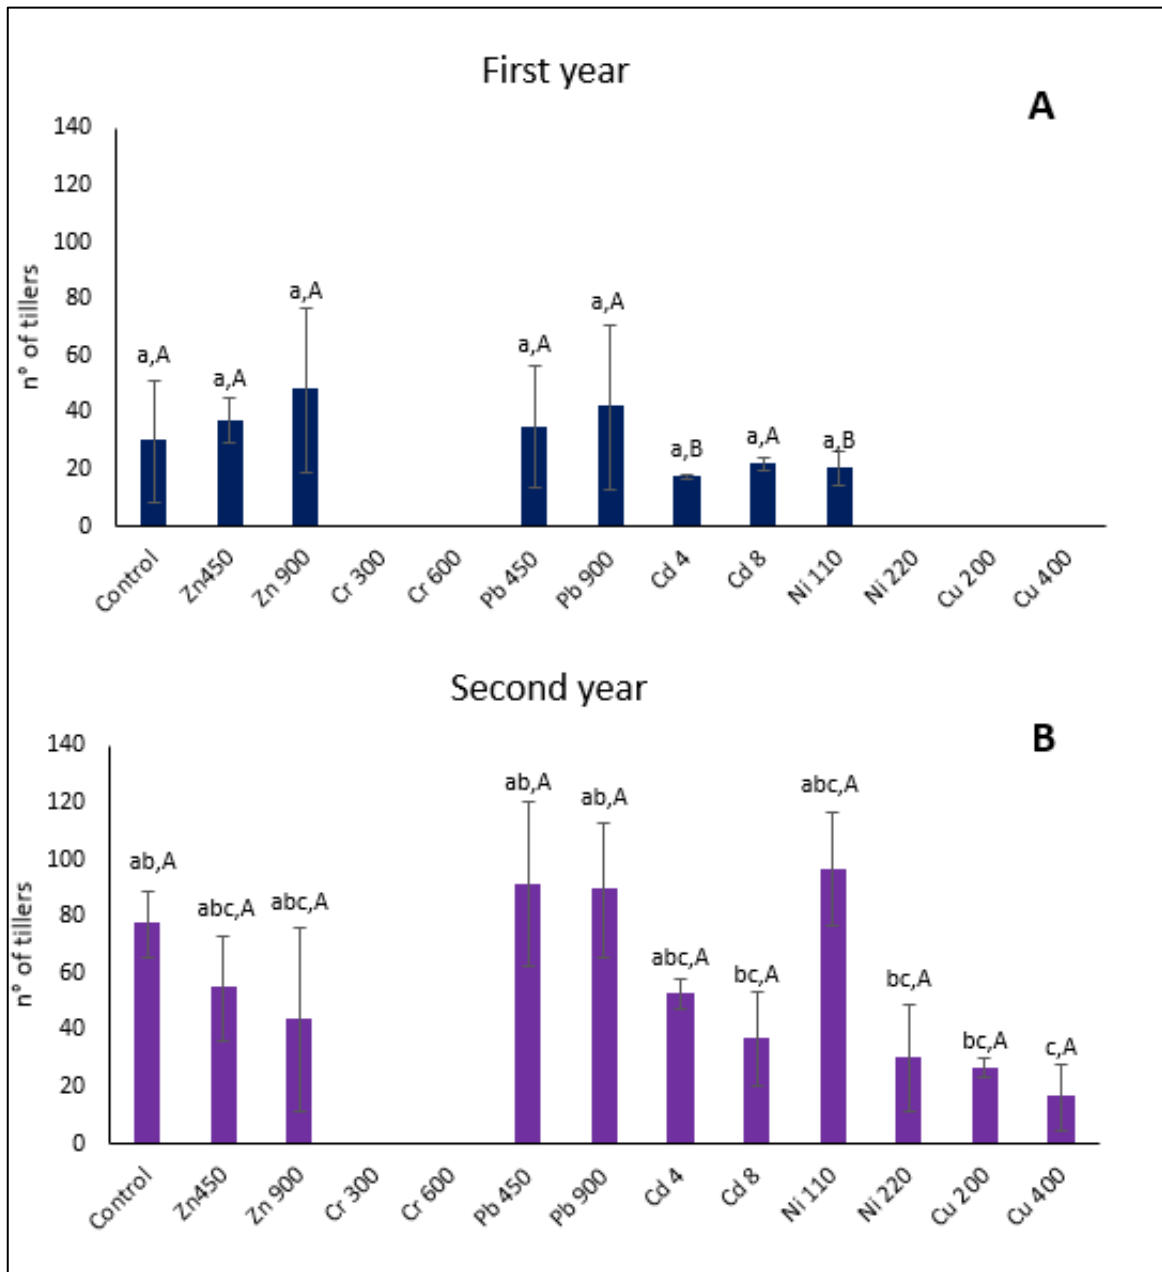 First year
A
140
120
100
80
60
40
20
0
n° of tillers
a,A
a,A
a,A
a,A
a,A
a,B
a,A
a,B
Control
Zn450
Zn 900
Cr 300
Cr 600
Pb 450
Pb 900
Cd 4
Cd 8
Ni 110
Ni 220
Cu 200
Cu 400
Second year
B
140
120
100
80
60
40
20
0
n° of tillers
ab,A
abc,A
abc,A
ab,A
ab,A
abc,A
bc,A
abc,A
bc,A
bc,A
c,A
Control
Zn450
Zn 900
Cr 300
Cr 600
Pb 450
Pb 900
Cd 4
Cd 8
Ni 110
Ni 220
Cu 200
Cu 400